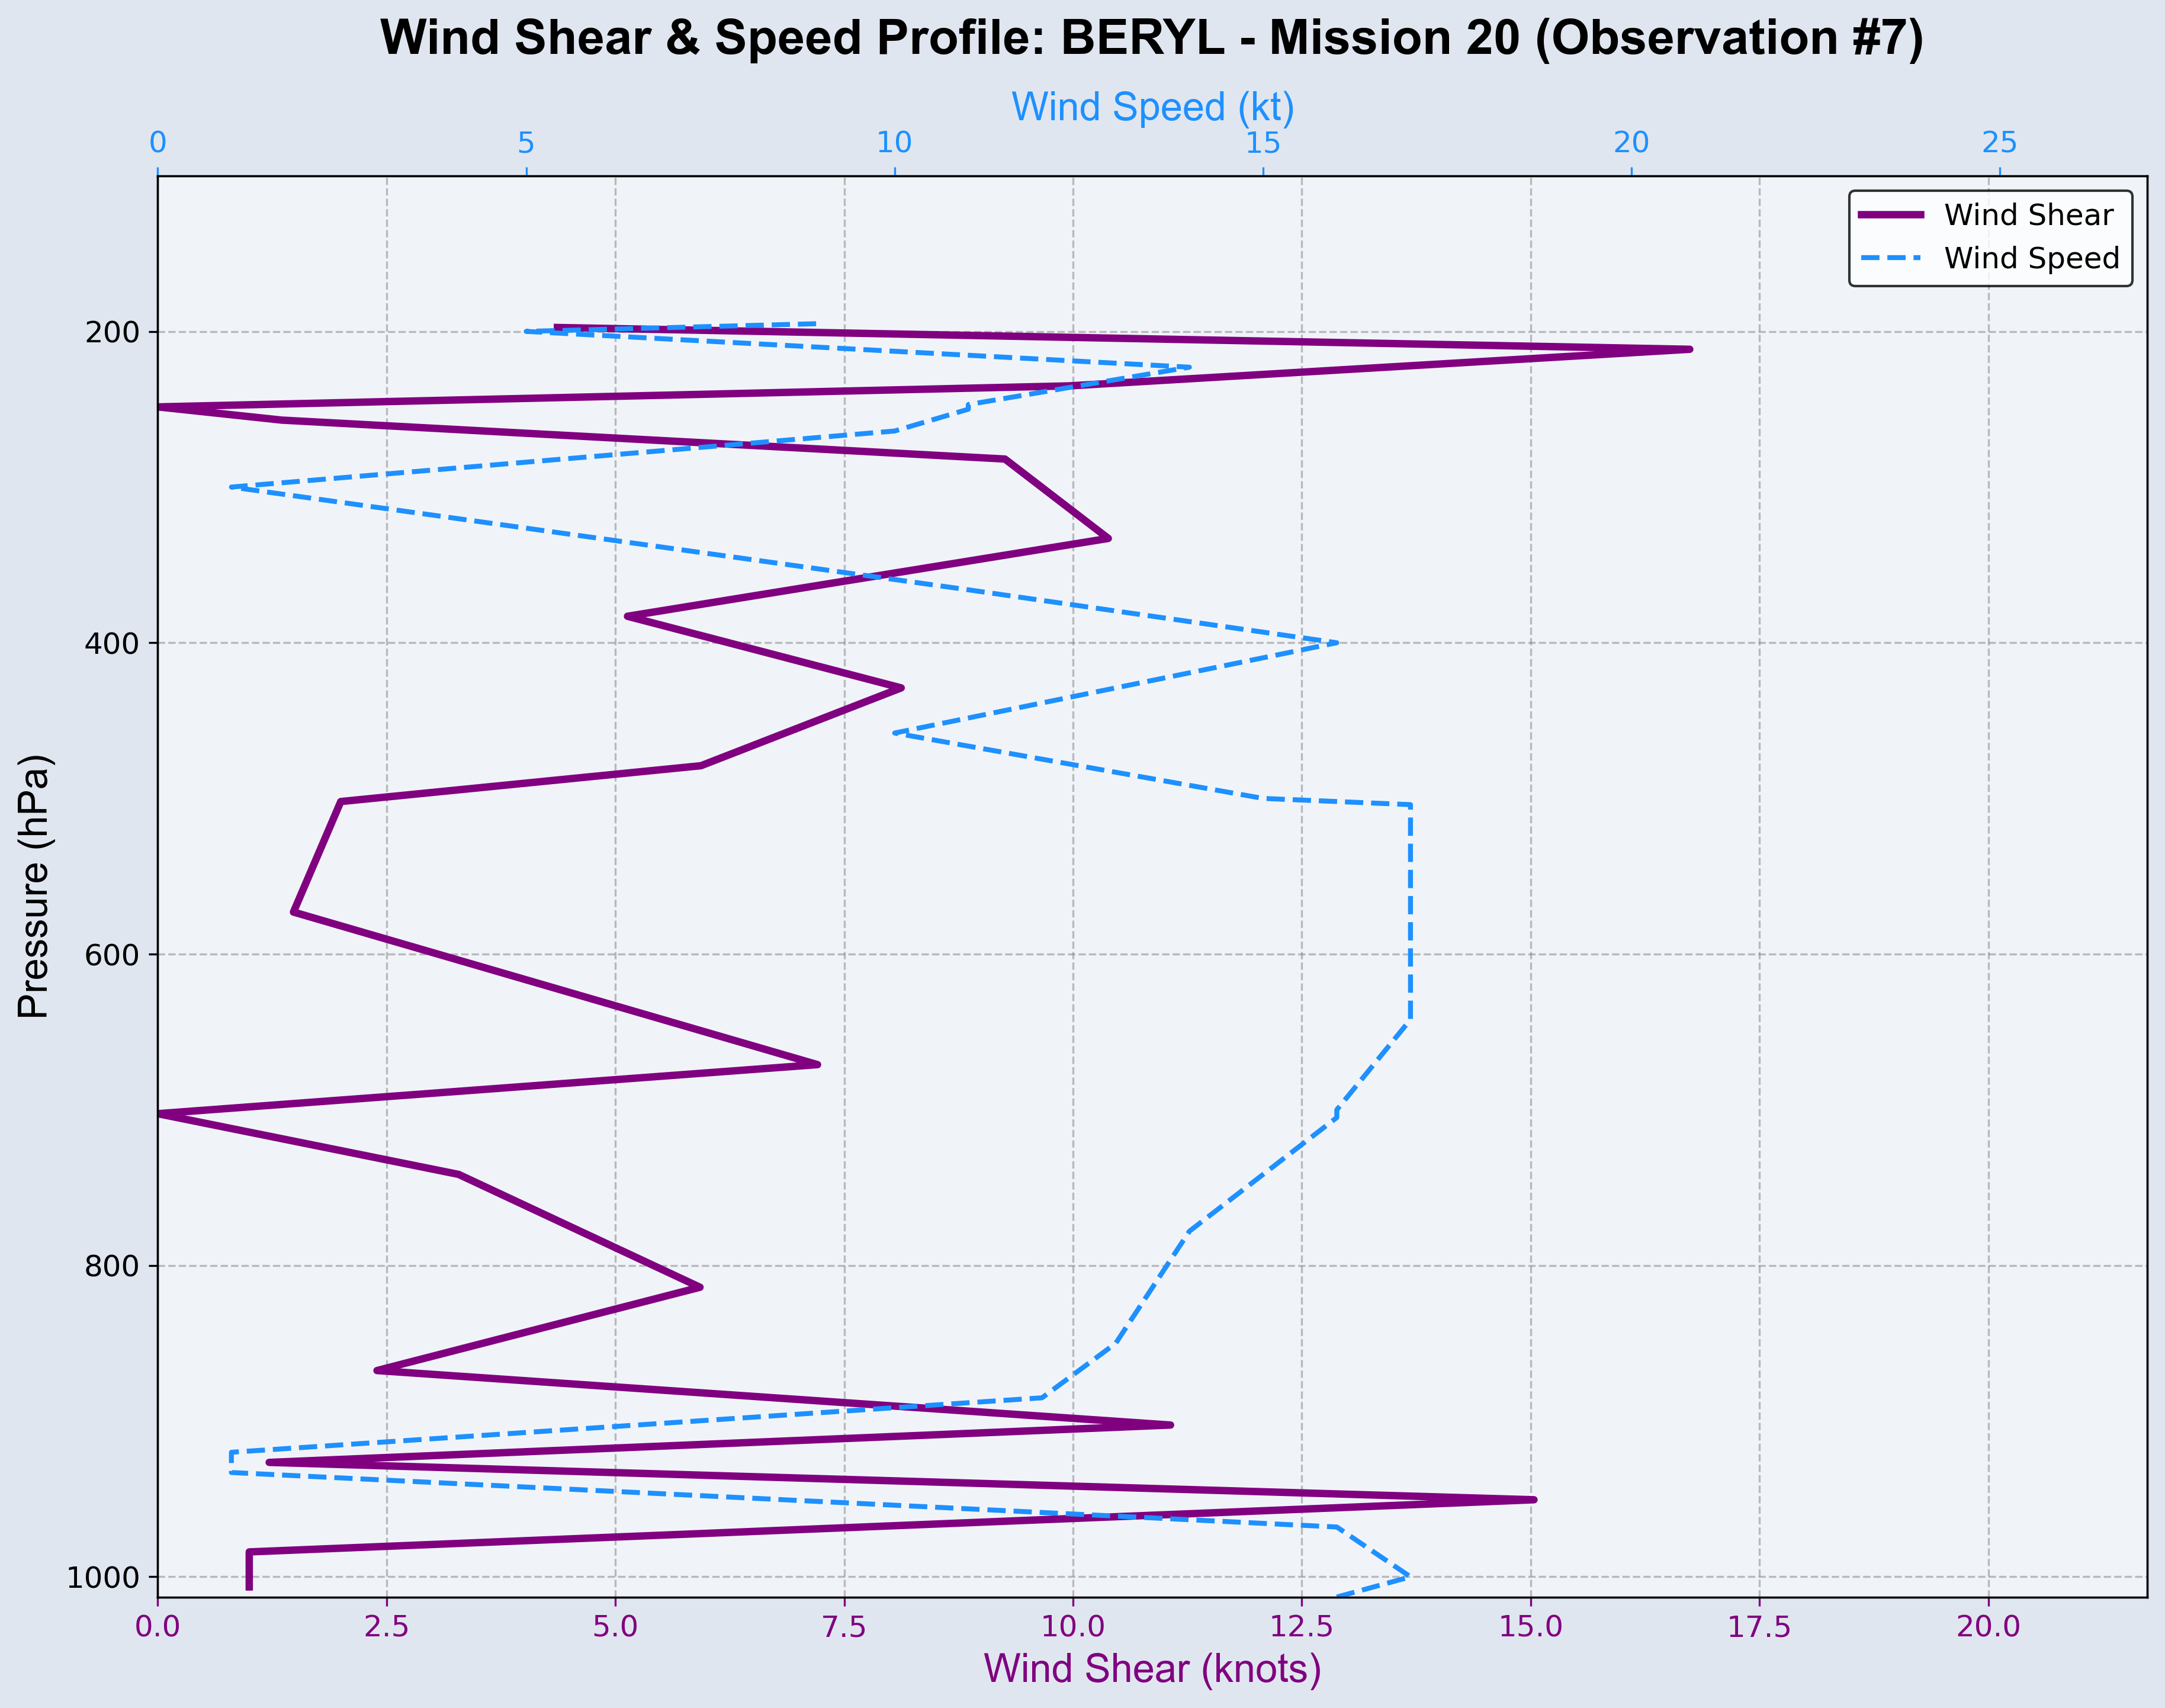 Wind Shear & Speed Profile: BERYL - Mission 20 (Observation #7)
Wind Speed (kt)
0 5 10 15 20 25
Wind Shear
Wind Speed
200
400
600
800
1000
Pressure (hPa)
0.0 2.5 5.0 7.5 10.0 12.5 15.0 17.5 20.0
Wind Shear (knots)